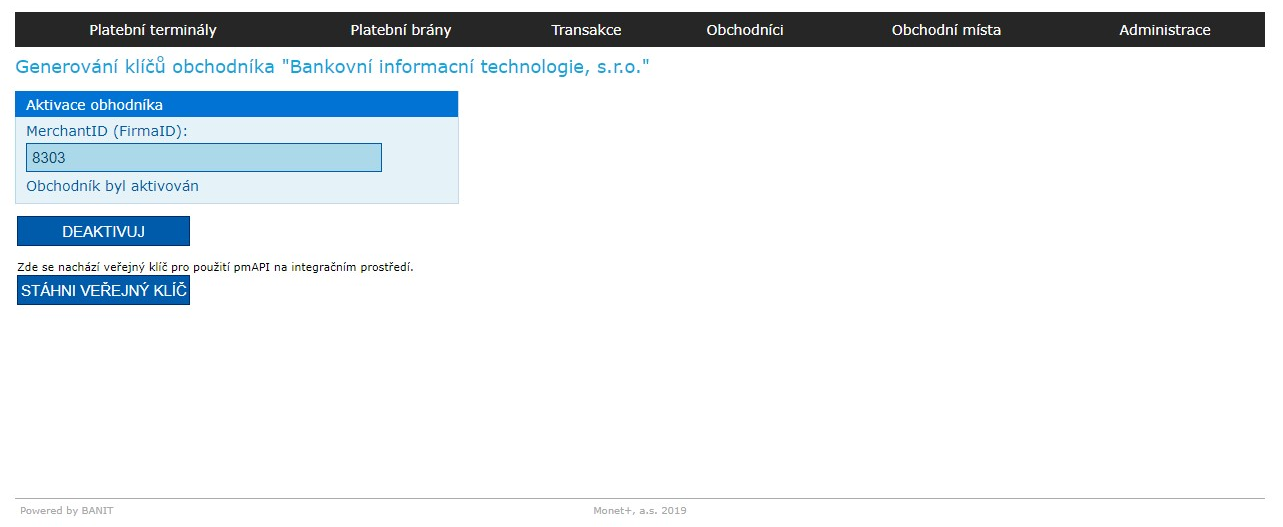 Platební terminály Platební brány Transakce Obchodníci Obchodní místa Administrace
Generování klíčů obchodníka "Bankovní informacní technologie, s.r.o."
Aktivace obhodníka
MerchantID (FirmaID):
8303
Obchodník byl aktivován
DEAKTIVUJ
Zde se nachází veřejný klíč pro použití pmAPI na integračním prostředí.
STÁHNI VEŘEJNÝ KLÍČ
Powered by BANIT Monet+, a.s. 2019